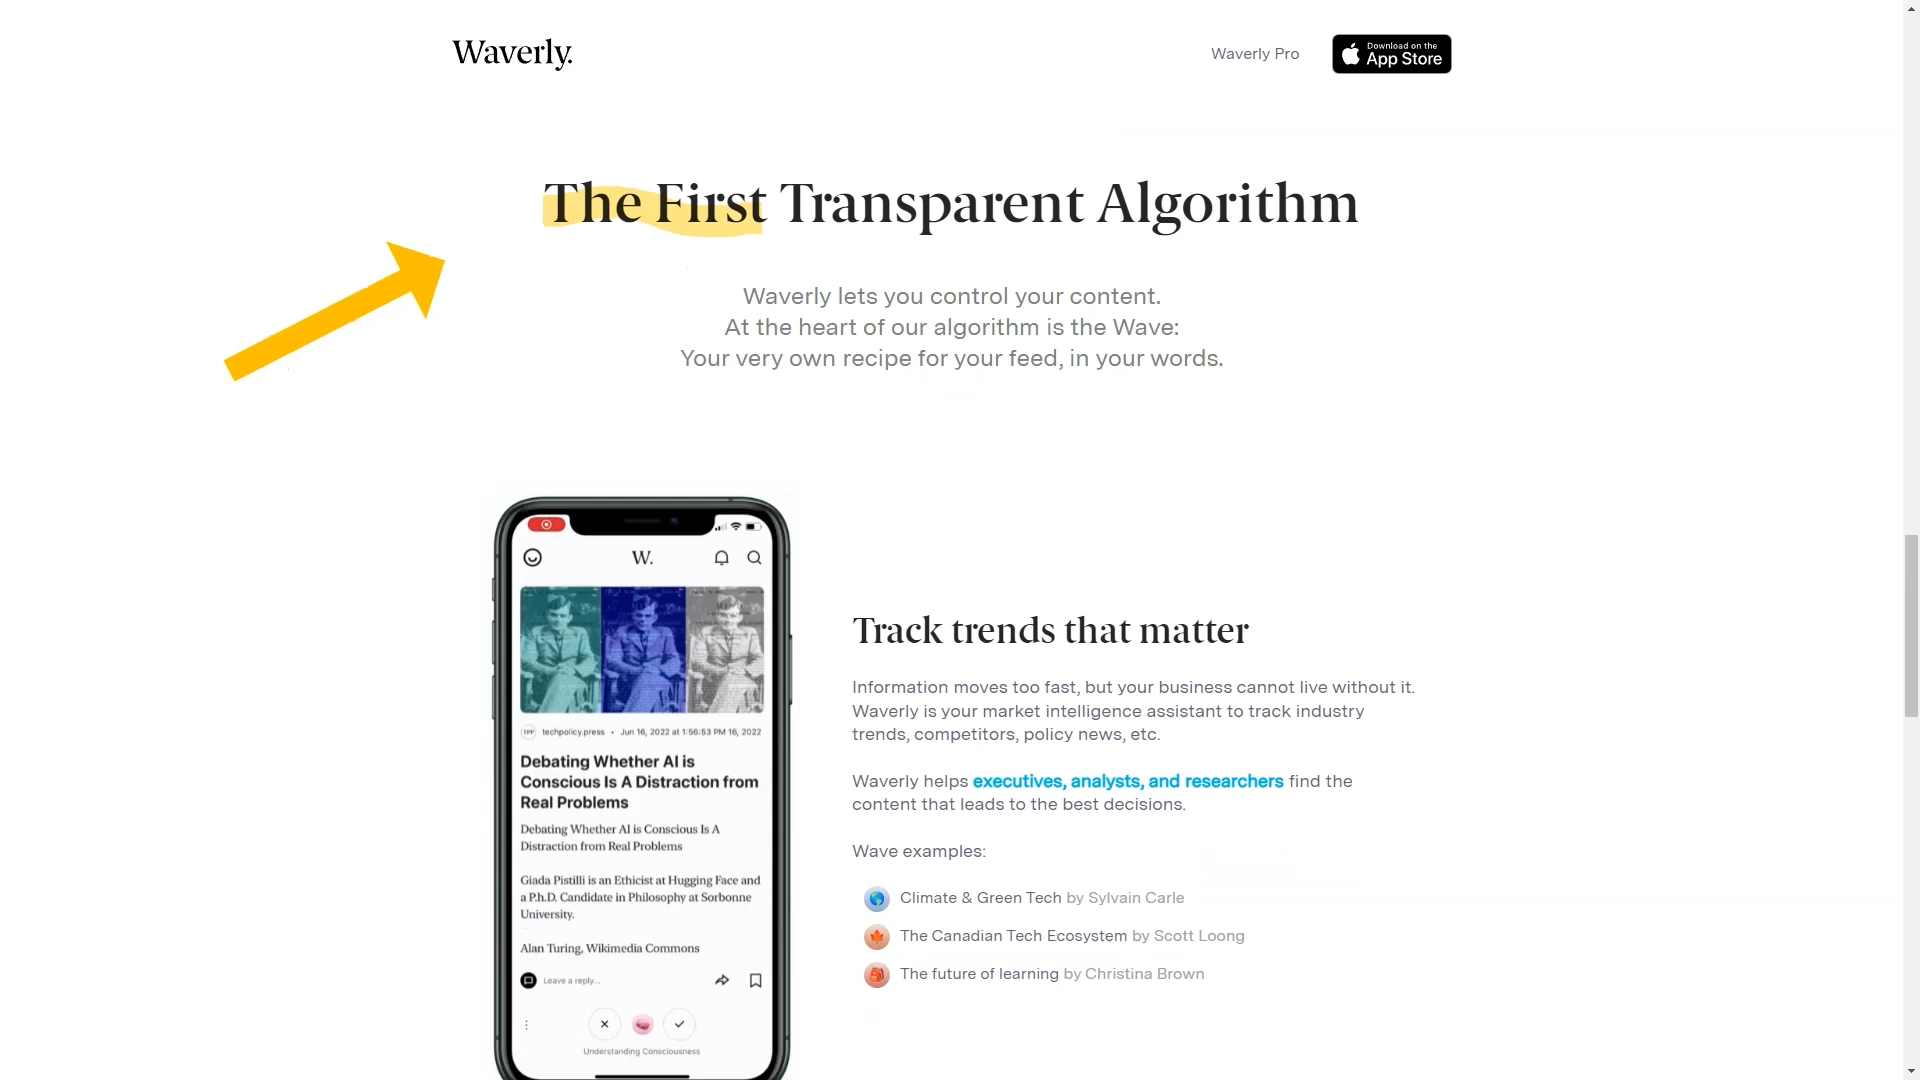 Waverly.
Waverly Pro
Download on the
App Store
The First Transparent Algorithm
Waverly lets you control your content.
At the heart of our algorithm is the Wave:
Your very own recipe for your feed, in your words.
W.
TPP techpolicy.press • Jun 16, 2022 at 1:56:53 PM 16, 2022
Debating Whether AI is
Conscious Is A Distraction from
Real Problems
Debating Whether AI is Conscious Is A
Distraction from Real Problems
Giada Pistilli is an Ethicist at Hugging Face and
a P.h.D. Candidate in Philosophy at Sorbonne
University.
Alan Turing, Wikimedia Commons
Leave a reply...
Understanding Consciousness
Track trends that matter
Information moves too fast, but your business cannot live without it.
Waverly is your market intelligence assistant to track industry
trends, competitors, policy news, etc.
Waverly helps executives, analysts, and researchers find the
content that leads to the best decisions.
Wave examples:
Climate & Green Tech by Sylvain Carle
The Canadian Tech Ecosystem by Scott Loong
The future of learning by Christina Brown